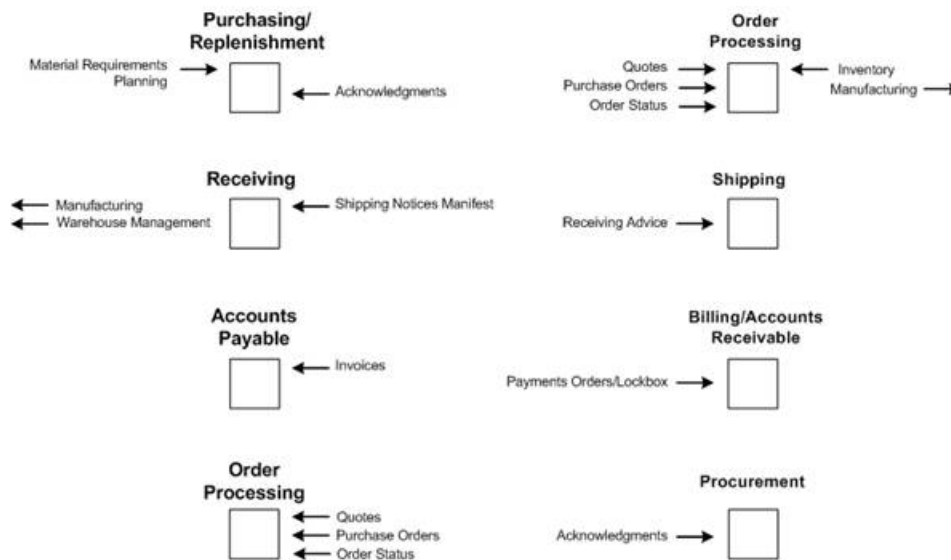 Purchasing/
Replenishment
Material Requirements
Planning
Acknowledgments
Order
Processing
Quotes
Purchase Orders
Order Status
Inventory
Manufacturing
Receiving
Manufacturing
Warehouse Management
Shipping Notices Manifest
Shipping
Receiving Advice
Accounts
Payable
Invoices
Billing/Accounts
Receivable
Payments Orders/Lockbox
Order
Processing
Quotes
Purchase Orders
Order Status
Procurement
Acknowledgments